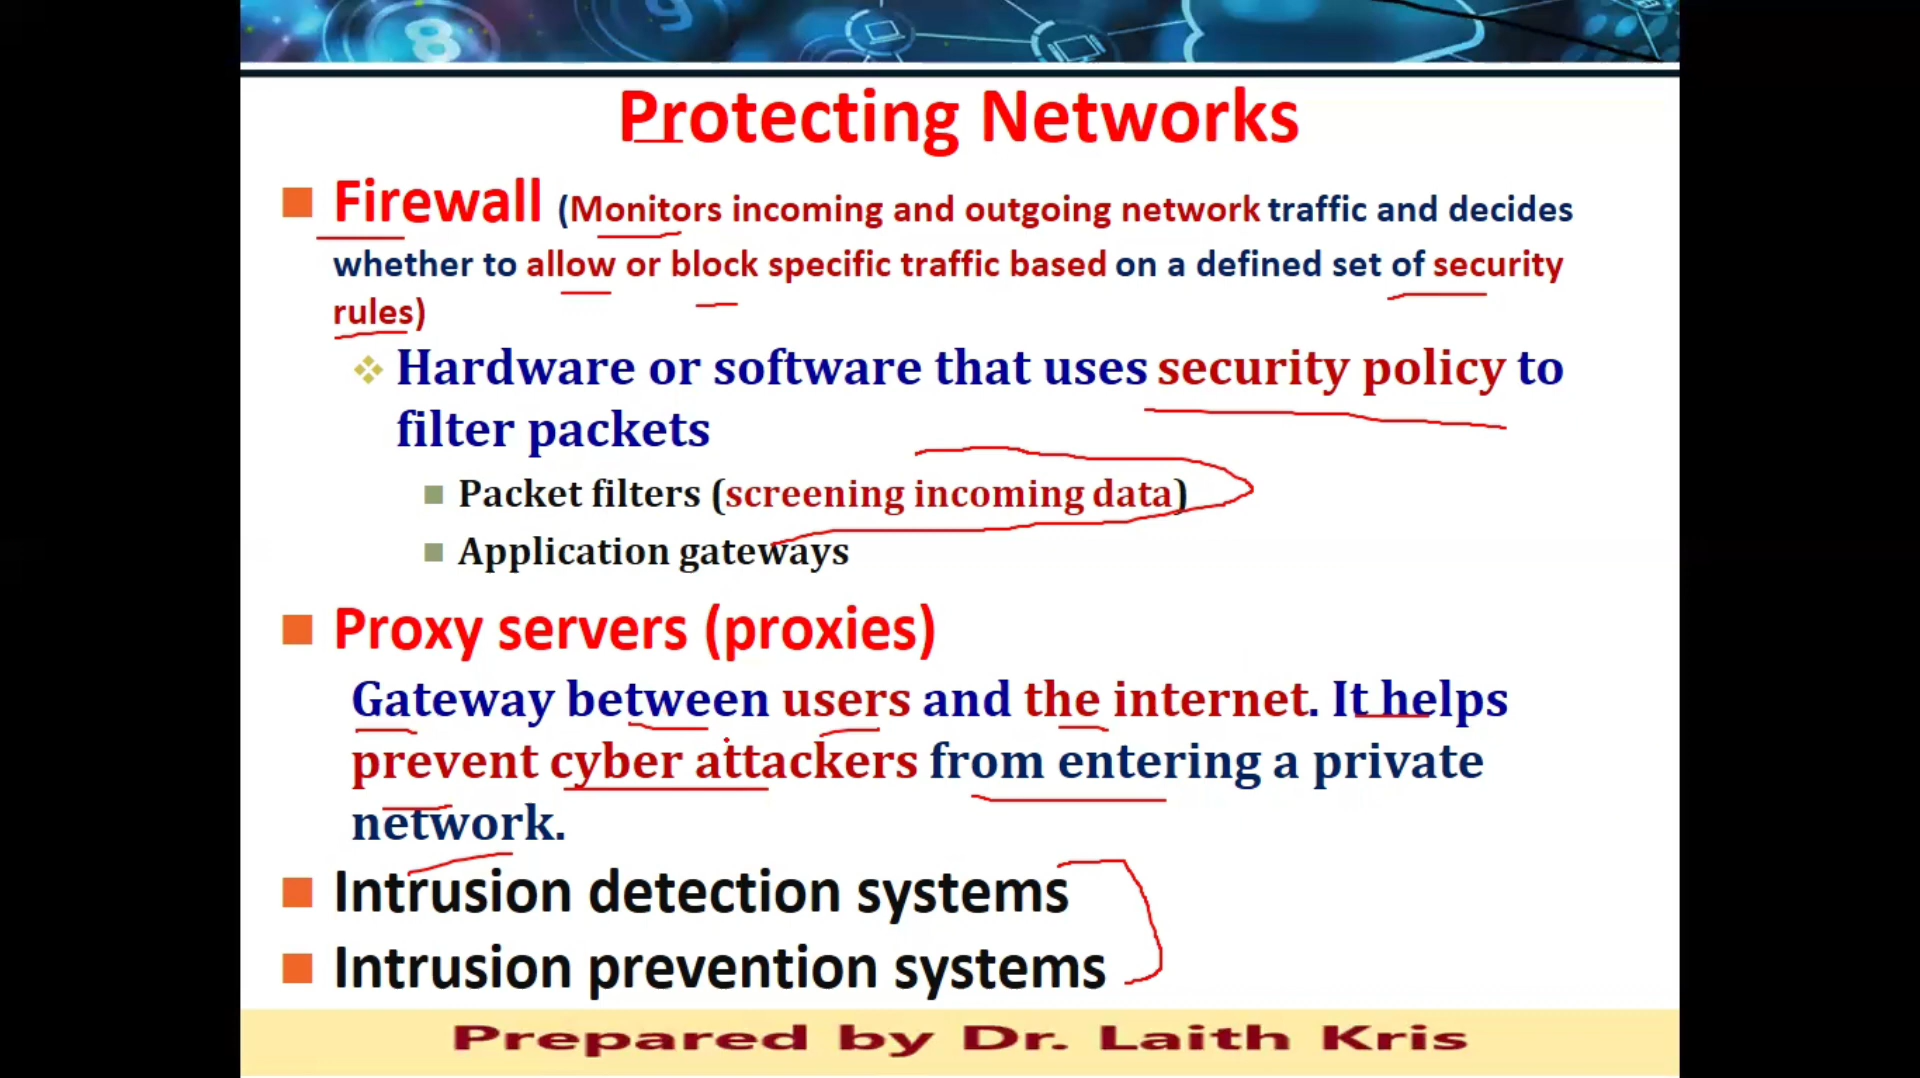 Protecting Networks
Firewall (Monitors incoming and outgoing network traffic and decides
whether to allow or block specific traffic based on a defined set of security
rules)
Hardware or software that uses security policy to
filter packets
Packet filters (screening incoming data)
Application gateways
Proxy servers (proxies)
Gateway between users and the internet. It helps
prevent cyber attackers from entering a private
network.
Intrusion detection systems
Intrusion prevention systems
Prepared by Dr. Laith Kris